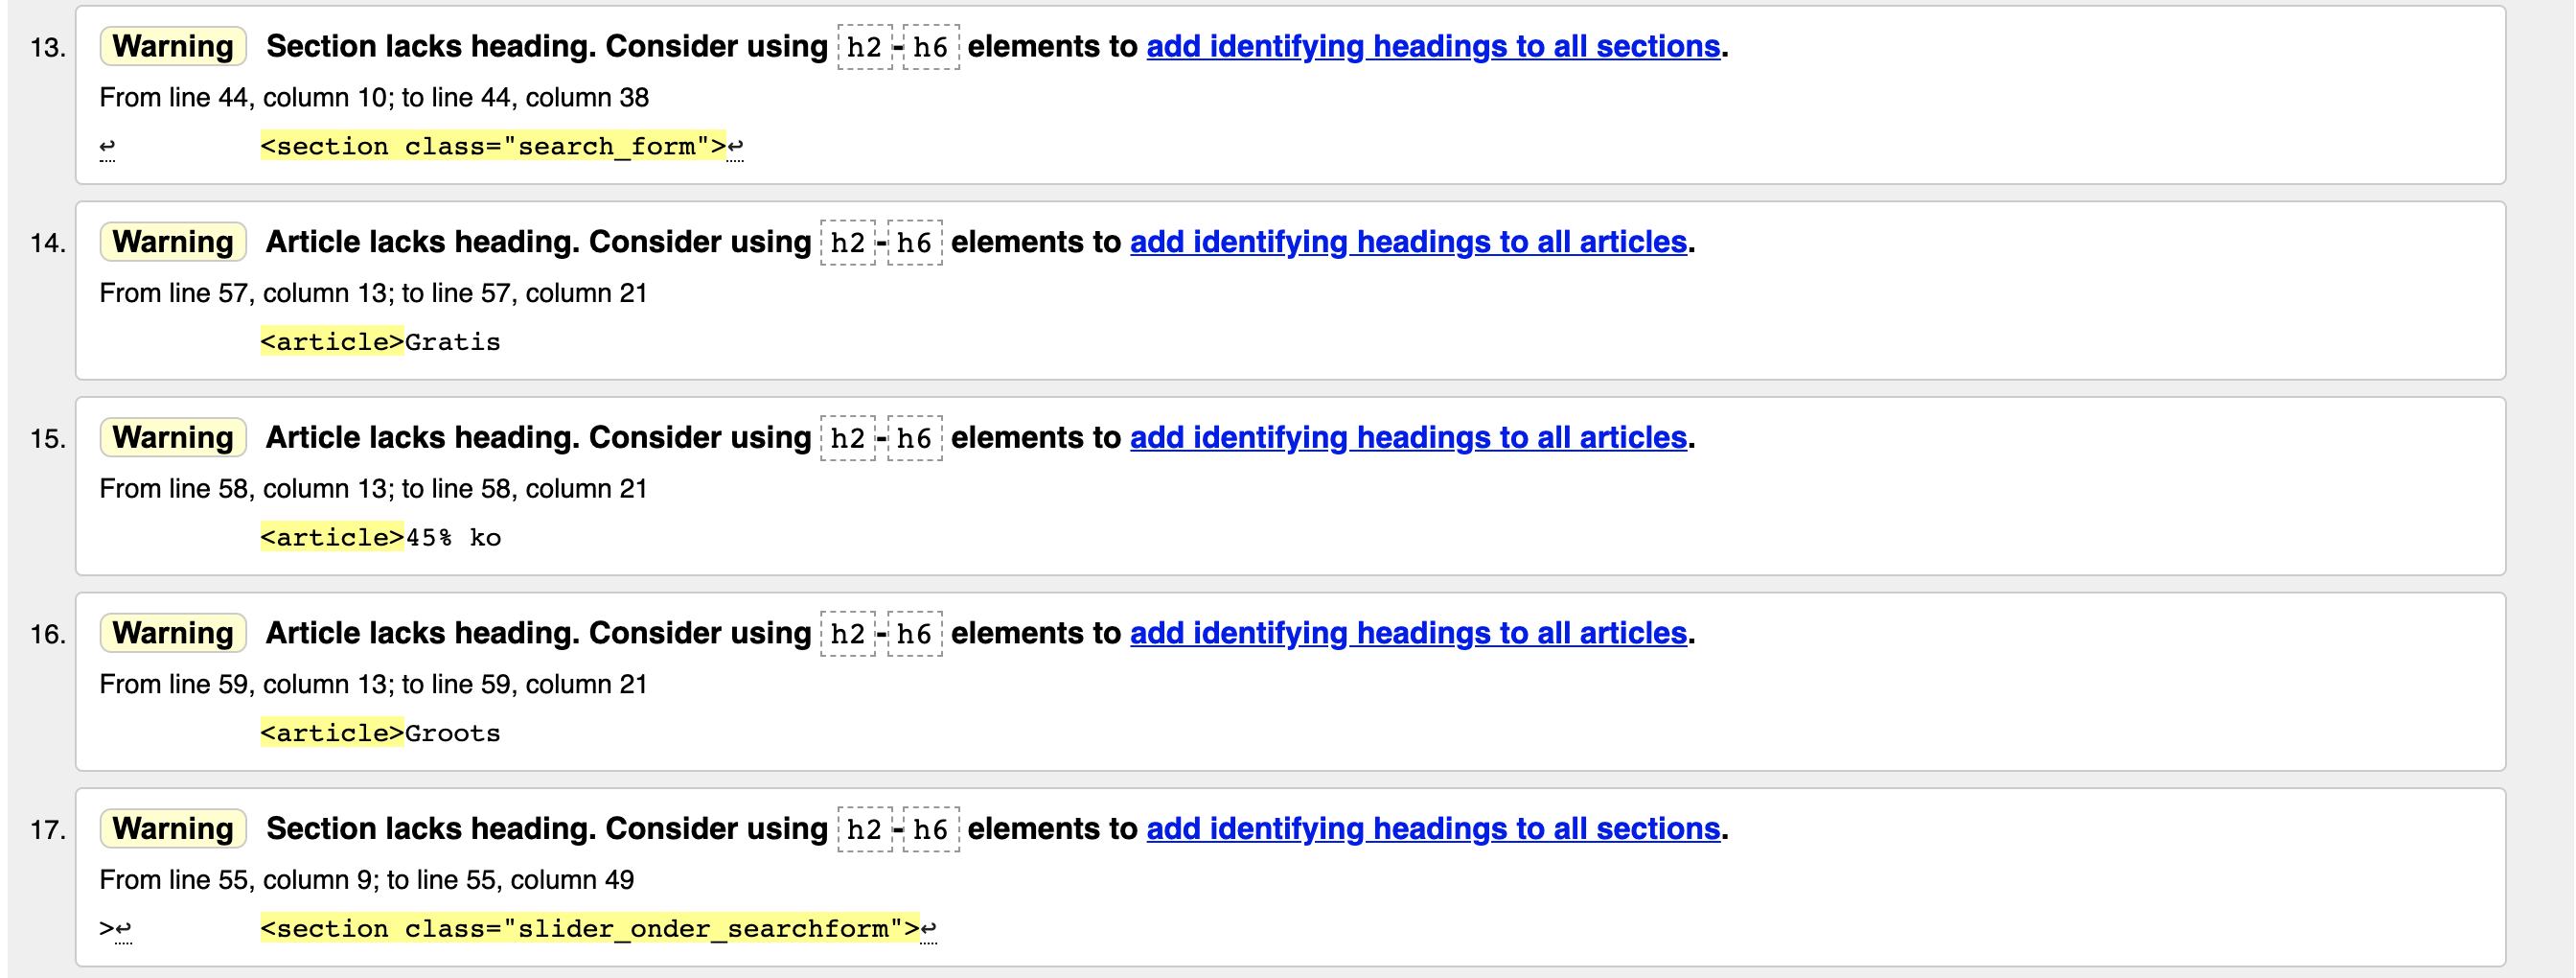 13. Warning Section lacks heading. Consider using h2-h6 elements to add identifying headings to all sections.
From line 44, column 10; to line 44, column 38
↩ <section class="search_form">↩
14. Warning Article lacks heading. Consider using h2-h6 elements to add identifying headings to all articles.
From line 57, column 13; to line 57, column 21
<article>Gratis
15. Warning Article lacks heading. Consider using h2-h6 elements to add identifying headings to all articles.
From line 58, column 13; to line 58, column 21
<article>45% ko
16. Warning Article lacks heading. Consider using h2-h6 elements to add identifying headings to all articles.
From line 59, column 13; to line 59, column 21
<article>Groots
17. Warning Section lacks heading. Consider using h2-h6 elements to add identifying headings to all sections.
From line 55, column 9; to line 55, column 49
>↩ <section class="slider_onder_searchform">↩